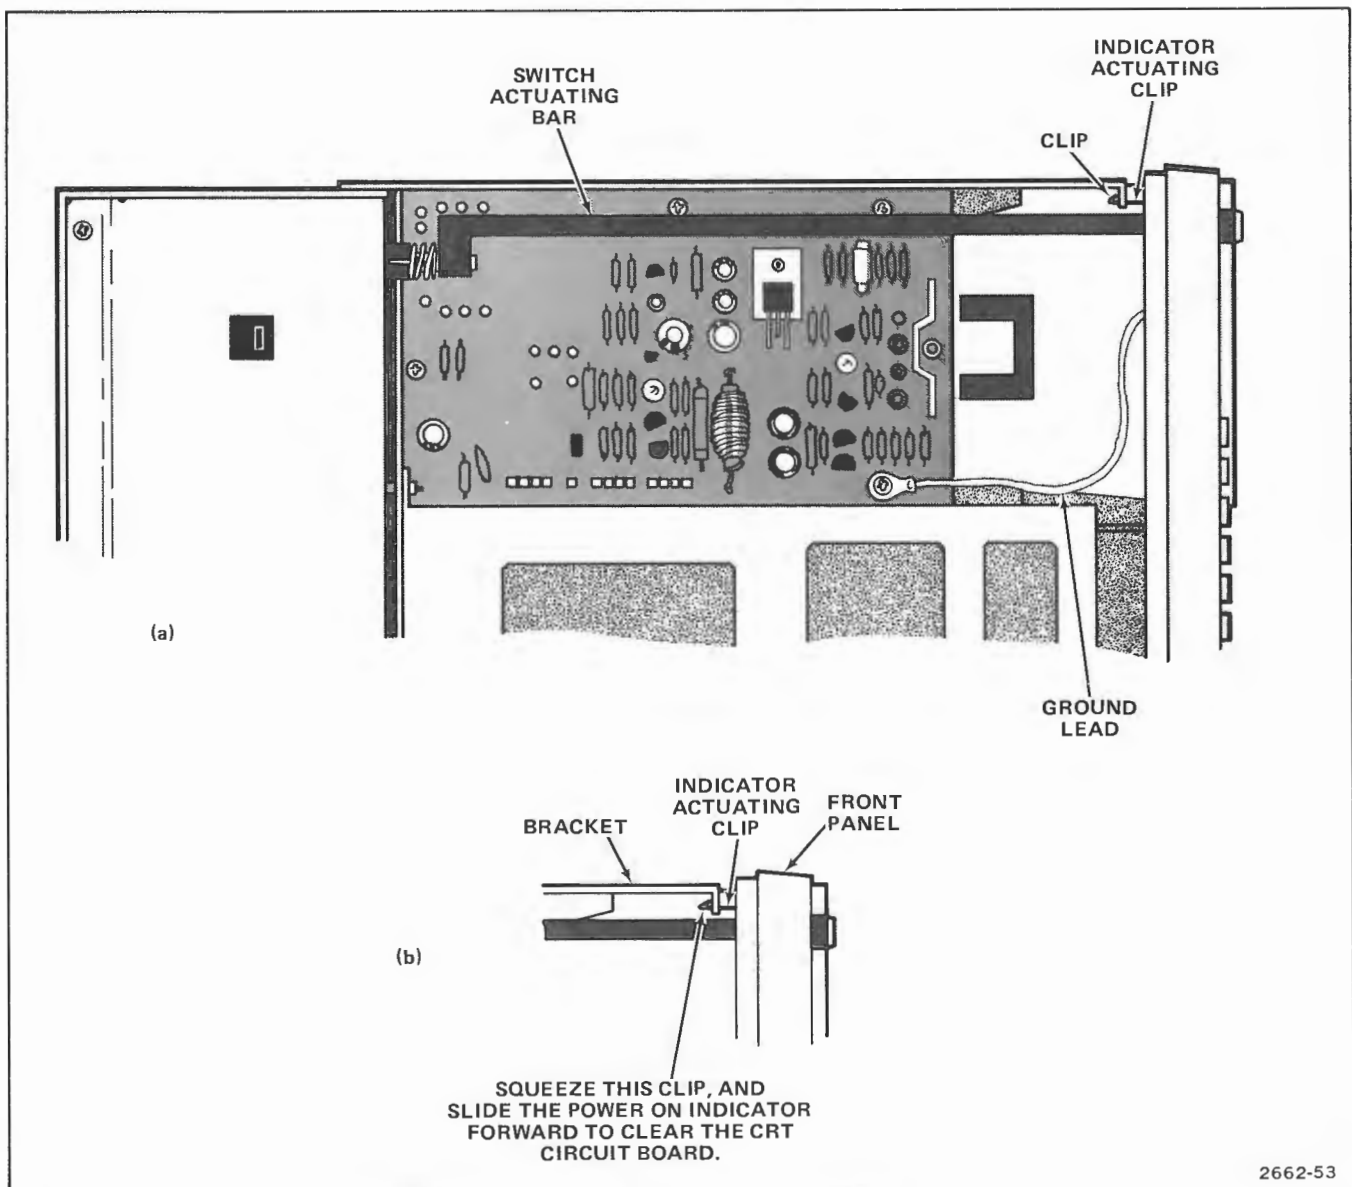 SWITCH
ACTUATING
BAR
INDICATOR
ACTUATING
CLIP
CLIP
(a)
GROUND
LEAD
INDICATOR
ACTUATING
CLIP
FRONT
PANEL
BRACKET
(b)
SQUEEZE THIS CLIP, AND
SLIDE THE POWER ON INDICATOR
FORWARD TO CLEAR THE CRT
CIRCUIT BOARD.
2662-53